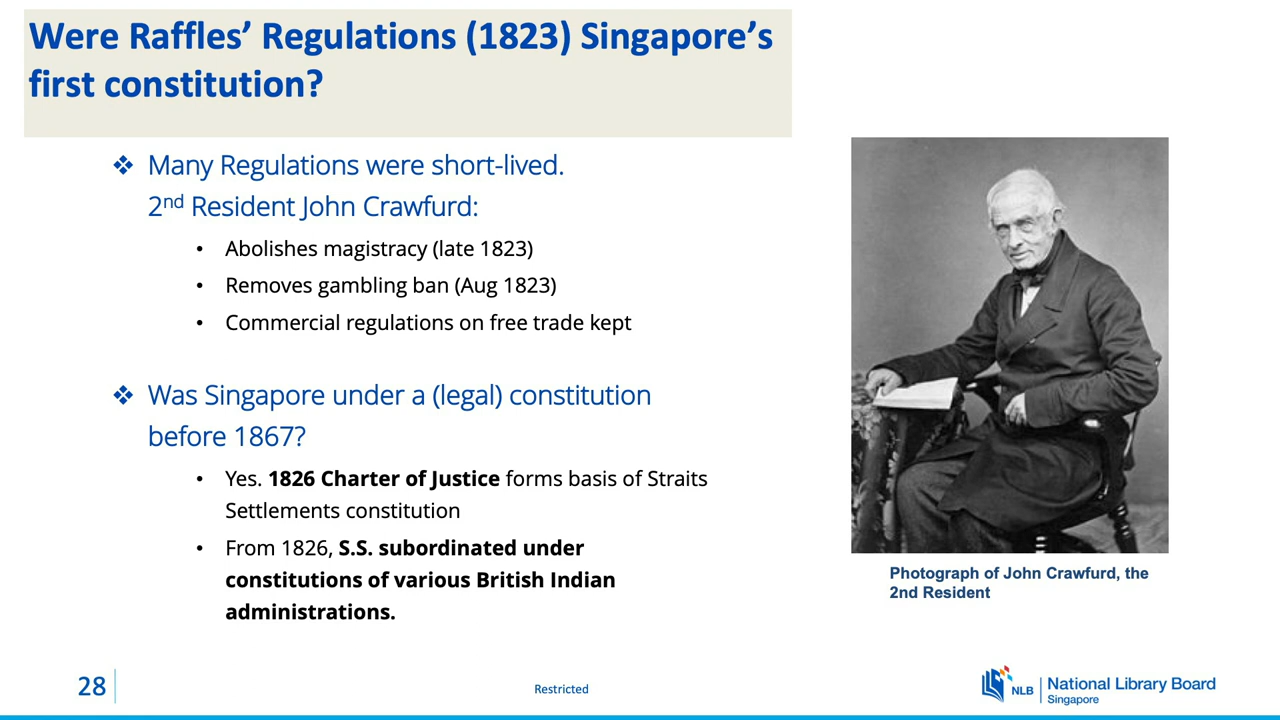 Were Raffles’ Regulations (1823) Singapore’s
first constitution?
❖ Many Regulations were short-lived.
2nd Resident John Crawfurd:
• Abolishes magistracy (late 1823)
• Removes gambling ban (Aug 1823)
• Commercial regulations on free trade kept
❖ Was Singapore under a (legal) constitution
before 1867?
• Yes. 1826 Charter of Justice forms basis of Straits
Settlements constitution
• From 1826, S.S. subordinated under
constitutions of various British Indian
administrations.
Photograph of John Crawfurd, the
2nd Resident
28
Restricted
NLB
National Library Board
Singapore